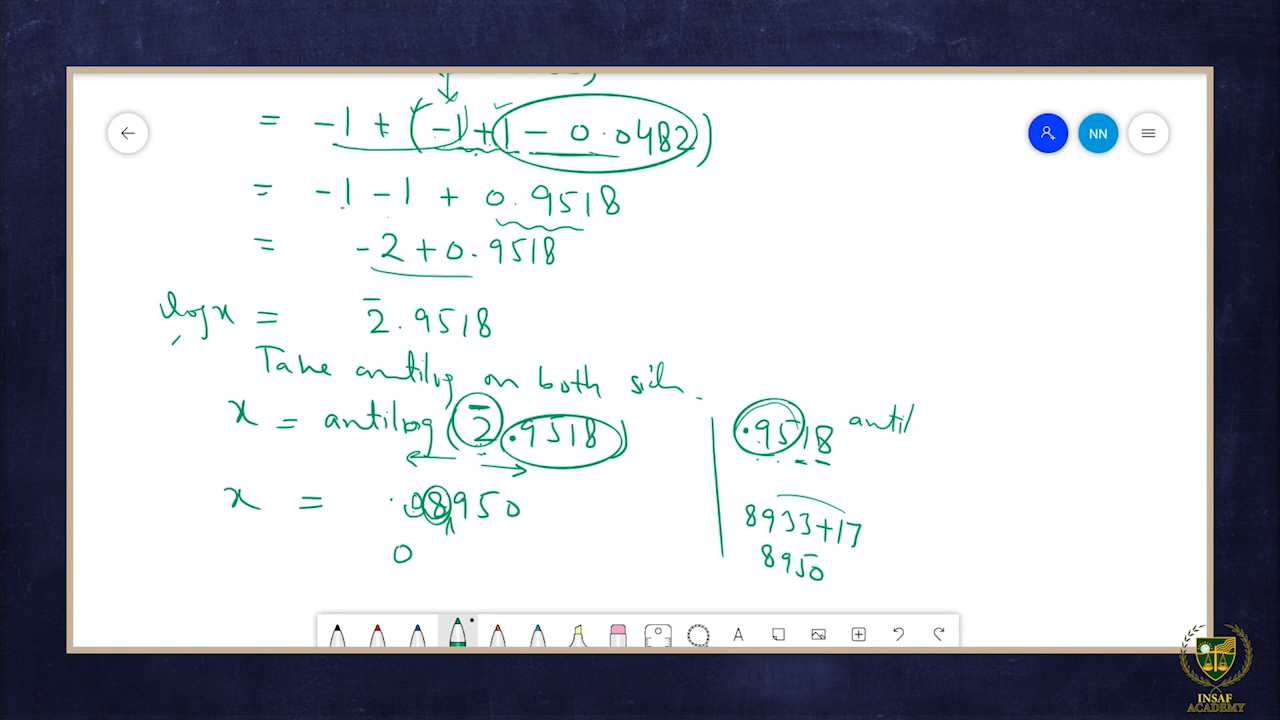 = -1 + (-1) + 1 - 0.0482)
= -1 - 1 + 0.9518
= -2 + 0.9518
log x = 2̅.9518
Take antilog on both side.
x = antilog (2̅.9518)
x = .08950
0
.9518 antil
8933+17
8950
NN
A
INSAF
ACADEMY